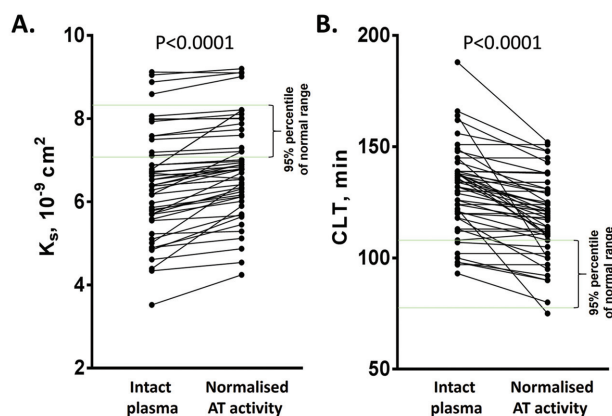 A.
P<0.0001
10
8
6
4
2
Ks, 10-9 cm2
95% percentile
of normal range
Intact
plasma
Normalised
AT activity
B.
P<0.0001
200
150
100
50
CLT, min
95% percentile
of normal range
Intact
plasma
Normalised
AT activity